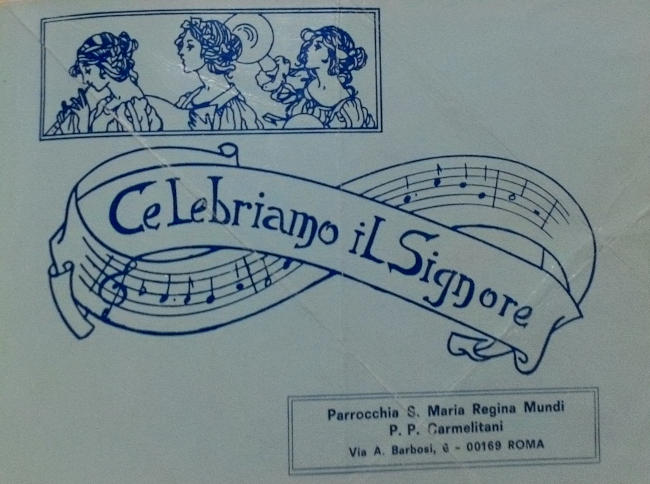 CeLebriamo iL Signore
Parrocchia S. Maria Regina Mundi
P. P. Carmelitani
Via A. Barbosi, 6 - 00169 ROMA